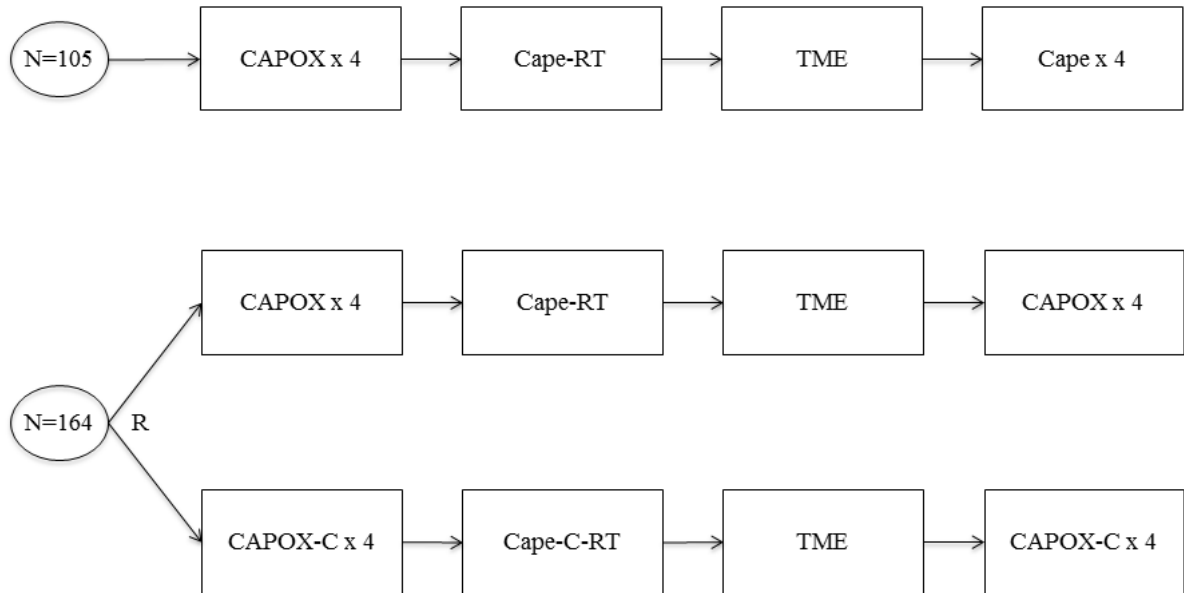 N=105
CAPOX x 4
Cape-RT
TME
Cape x 4
CAPOX x 4
Cape-RT
TME
CAPOX x 4
N=164
R
CAPOX-C x 4
Cape-C-RT
TME
CAPOX-C x 4